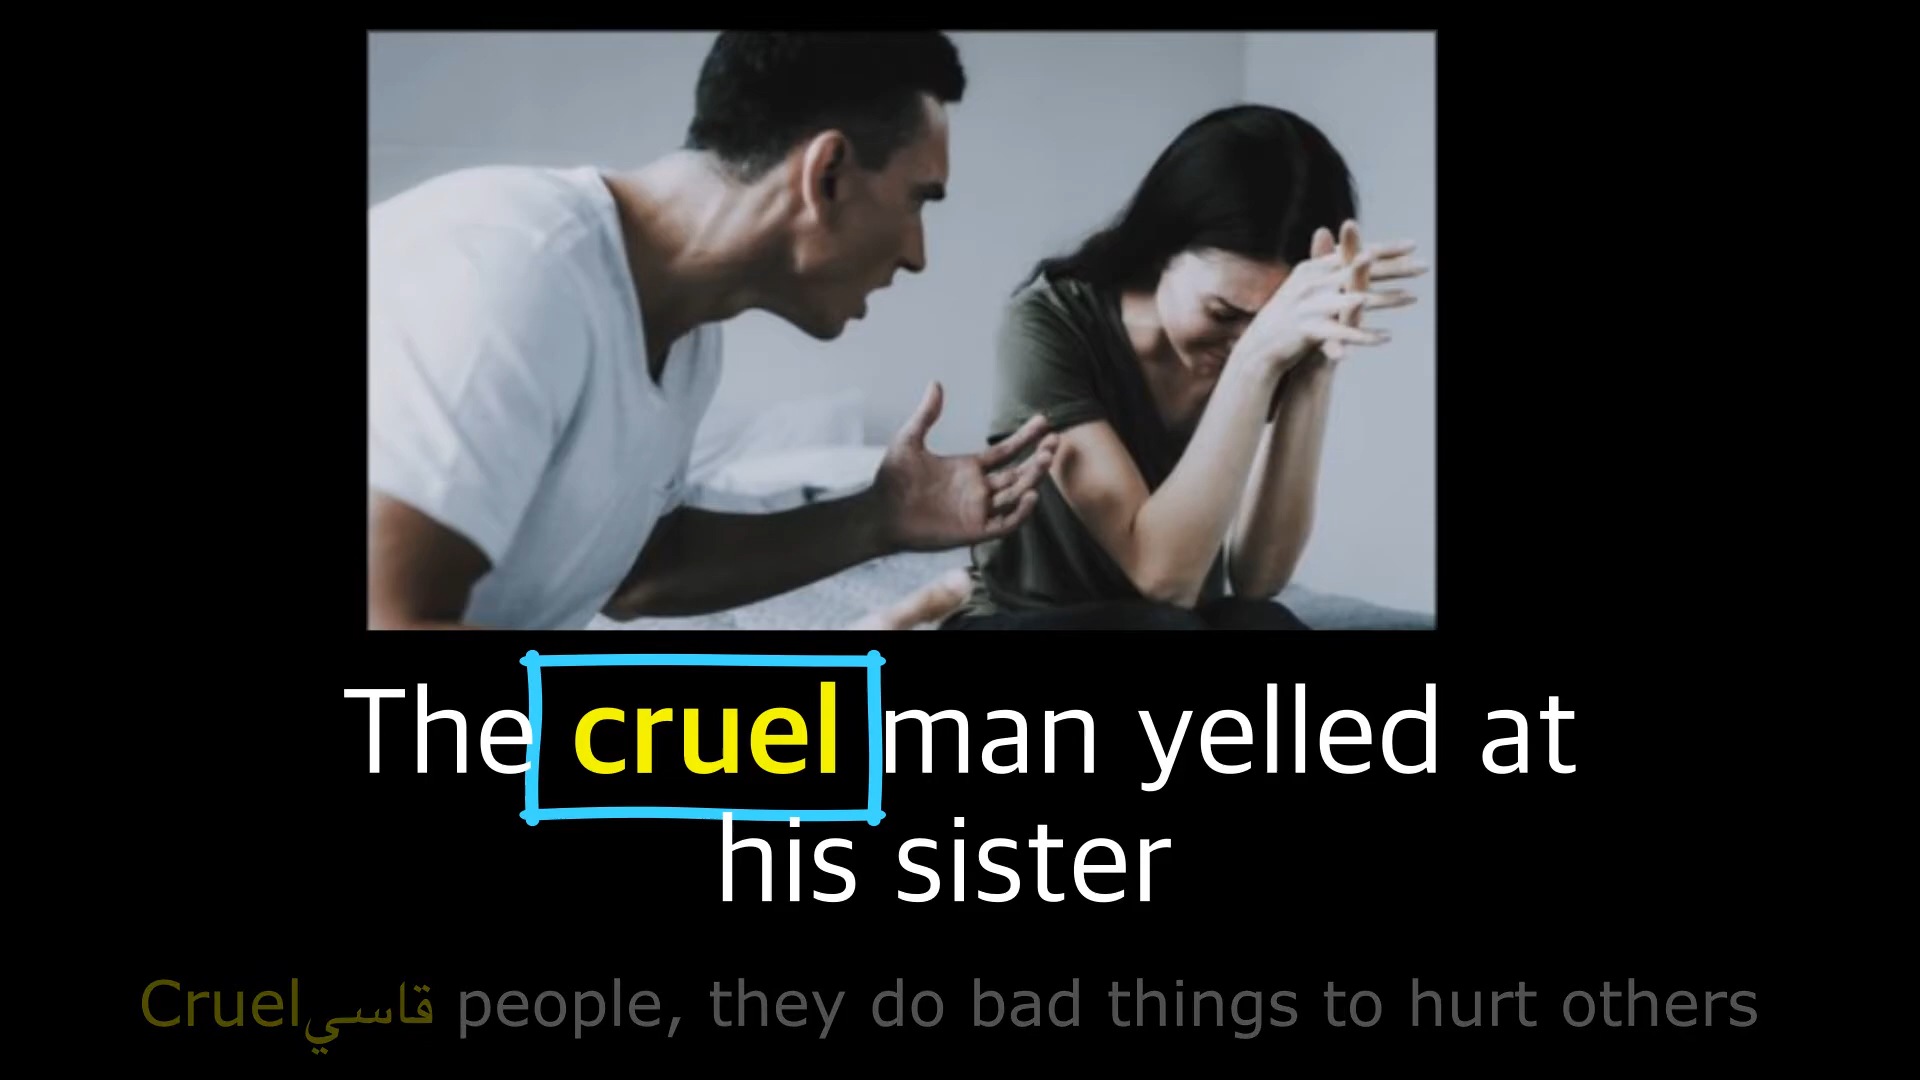 The cruel man yelled at
his sister
Cruelقاسي people, they do bad things to hurt others